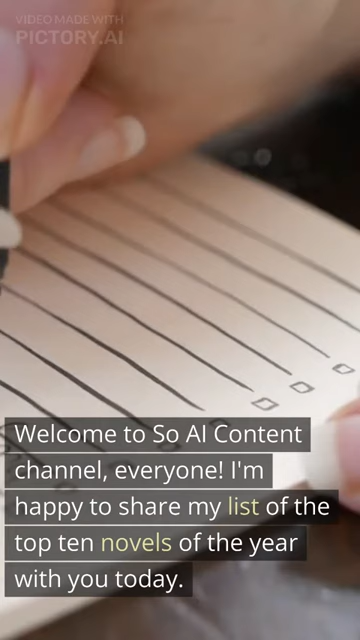 VIDEO MADE WITH
PICTORY.AI
Welcome to So AI Content
channel, everyone! I'm
happy to share my list of the
top ten novels of the year
with you today.